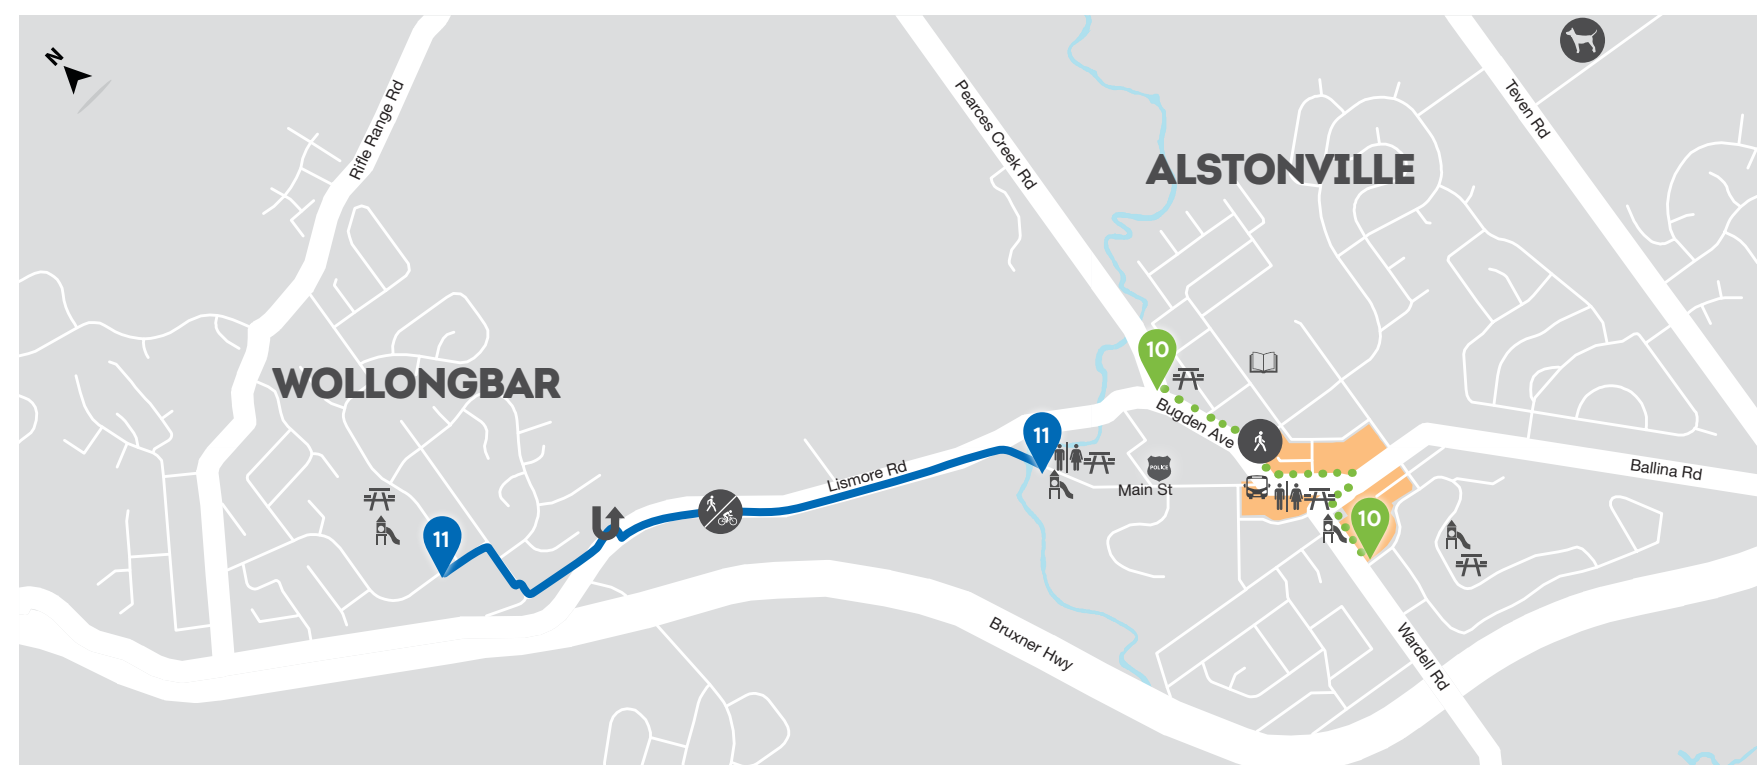 N
Rifle Range Rd
Pearces Creek Rd
Teven Rd
ALSTONVILLE
WOLLONGBAR
10
Bugden Ave
11
Lismore Rd
POLICE
Main St
Ballina Rd
10
11
Bruxner Hwy
Wardell Rd